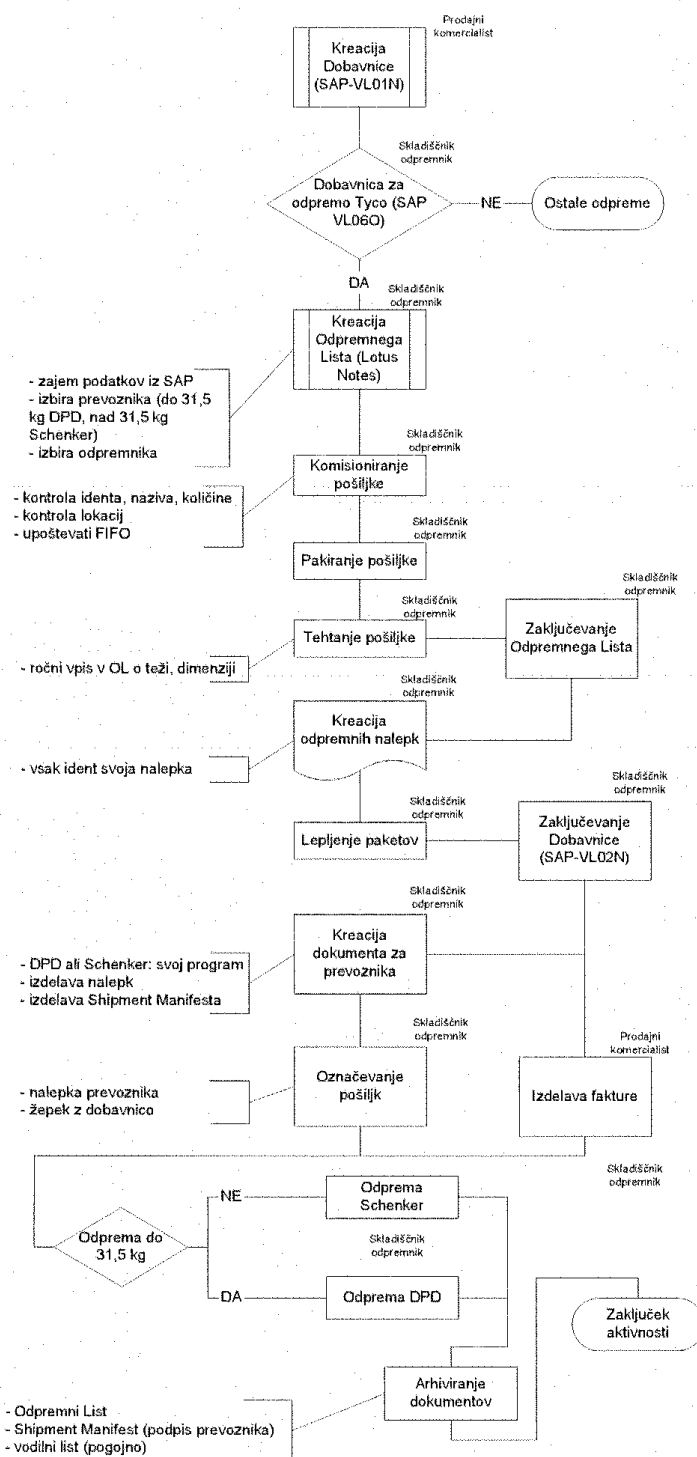 Prodajni
komercialist
Kreacija
Dobavnice
(SAP-VL01N)
Skladiščnik
odpremnik
Dobavnica za
odpremo Tyco (SAP
VL06O)
NE
Ostale odpreme
DA
Skladiščnik
odpremnik
Kreacija
Odpremnega
Lista (Lotus
Notes)
- zajem podatkov iz SAP
- izbira prevoznika (do 31,5
kg DPD, nad 31,5 kg
Schenker)
- izbira odpremnika
Skladiščnik
odpremnik
Komisioniranje
pošiljke
- kontrola identa, naziva, količine
- kontrola lokacij
- upoštevati FIFO
Skladiščnik
odpremnik
Pakiranje pošiljke
Skladiščnik
odpremnik
Tehtanje pošiljke
Skladiščnik
odpremnik
Zaključevanje
Odpremnega Lista
- ročni vpis v OL o teži, dimenziji
Skladiščnik
odpremnik
Kreacija
odpremnih nalepk
- vsak ident svoja nalepka
Skladiščnik
odpremnik
Lepljenje paketov
Skladiščnik
odpremnik
Zaključevanje
Dobavnice
(SAP-VL02N)
Skladiščnik
odpremnik
Kreacija
dokumenta za
prevoznika
- DPD ali Schenker: svoj program
- izdelava nalepk
- izdelava Shipment Manifesta
Skladiščnik
odpremnik
Označevanje
pošiljk
- nalepka prevoznika
- žepek z dobavnico
Prodajni
komercialist
Izdelava fakture
Skladiščnik
odpremnik
Odprema do
31,5 kg
NE
Odprema
Schenker
Skladiščnik
odpremnik
DA
Odprema DPD
Zaključek
aktivnosti
Arhiviranje
dokumentov
- Odpremni List
- Shipment Manifest (podpis prevoznika)
- vodilni list (pogojno)